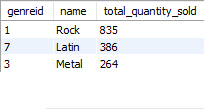 genreid name total_quantity_sold
1 Rock 835
7 Latin 386
3 Metal 264